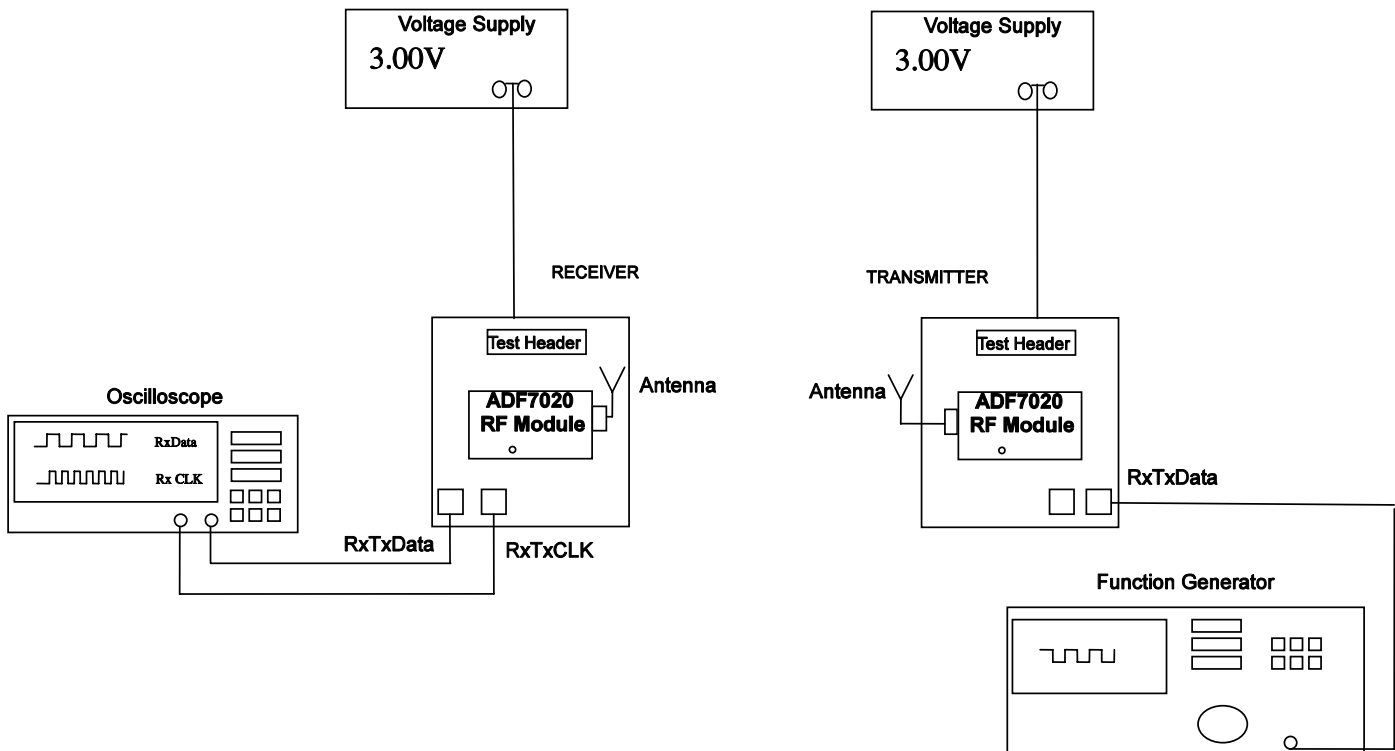 Voltage Supply
3.00V
Voltage Supply
3.00V
RECEIVER
TRANSMITTER
Test Header
ADF7020
RF Module
Antenna
Test Header
ADF7020
RF Module
Antenna
Oscilloscope
RxData
Rx CLK
RxTxData
RxTxCLK
RxTxData
Function Generator